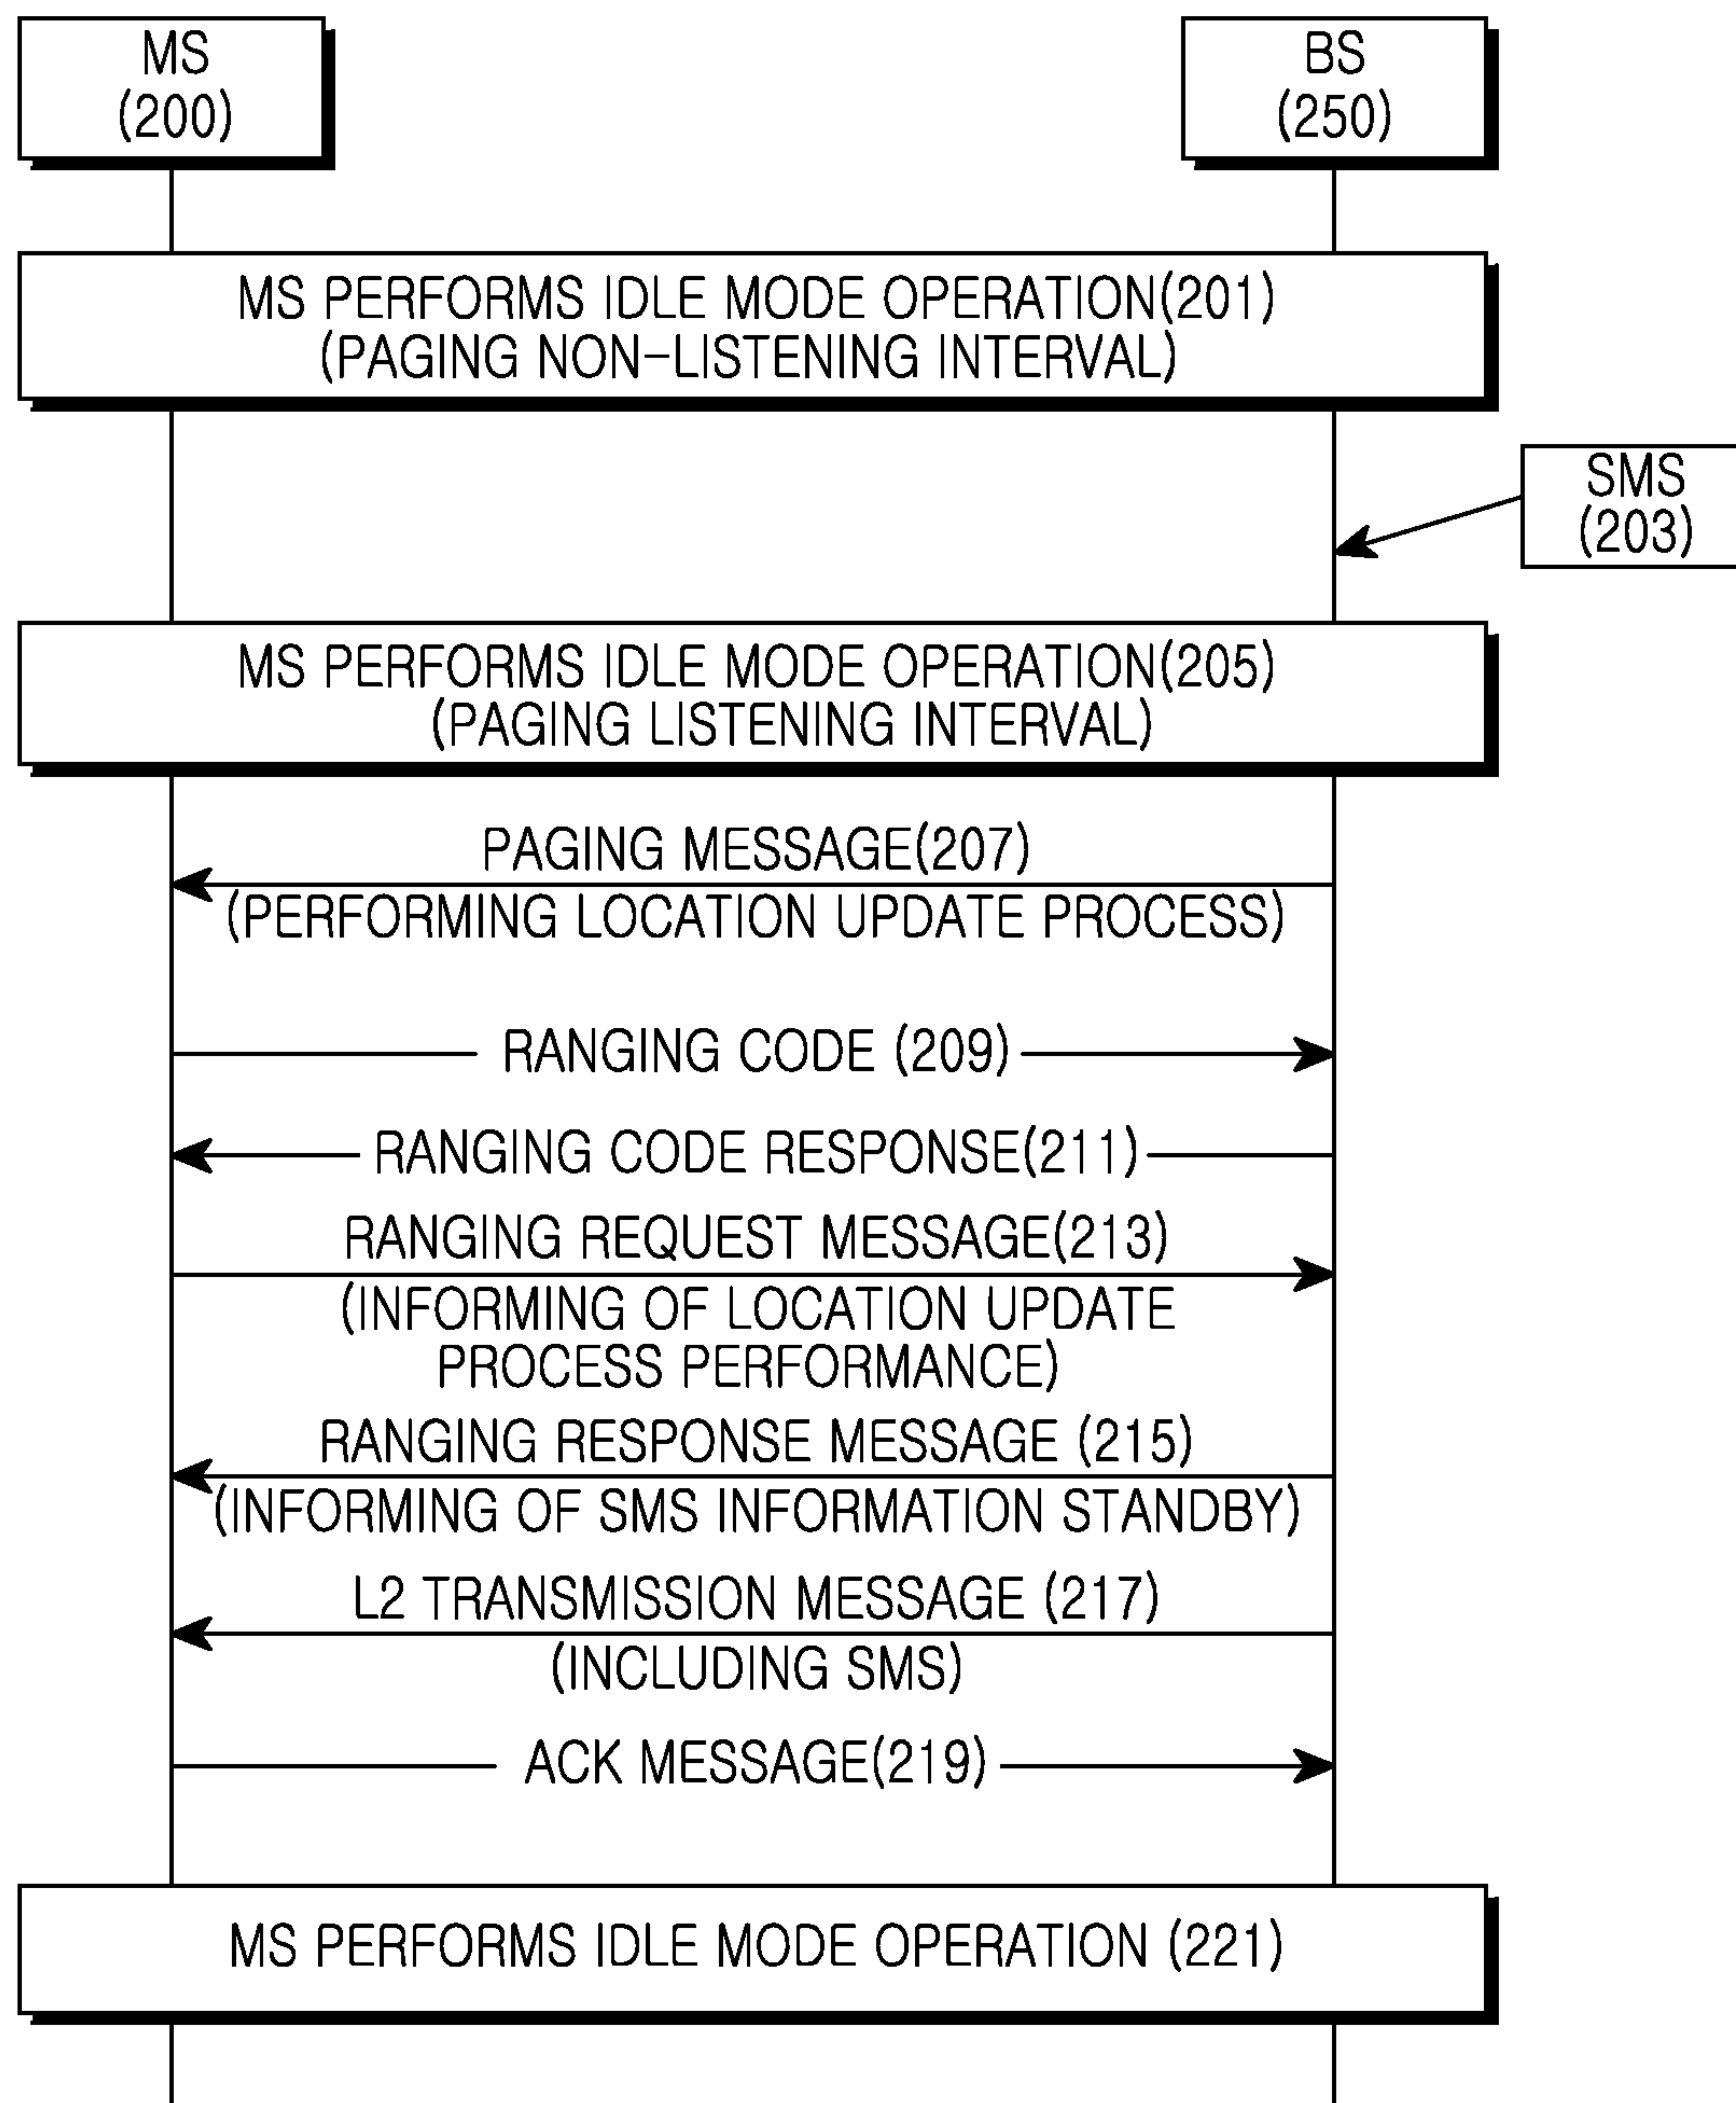 MS
(200)
BS
(250)
MS PERFORMS IDLE MODE OPERATION(201)
(PAGING NON-LISTENING INTERVAL)
SMS
(203)
MS PERFORMS IDLE MODE OPERATION(205)
(PAGING LISTENING INTERVAL)
PAGING MESSAGE(207)
(PERFORMING LOCATION UPDATE PROCESS)
RANGING CODE (209)
RANGING CODE RESPONSE(211)
RANGING REQUEST MESSAGE(213)
(INFORMING OF LOCATION UPDATE
PROCESS PERFORMANCE)
RANGING RESPONSE MESSAGE (215)
(INFORMING OF SMS INFORMATION STANDBY)
L2 TRANSMISSION MESSAGE (217)
(INCLUDING SMS)
ACK MESSAGE(219)
MS PERFORMS IDLE MODE OPERATION (221)